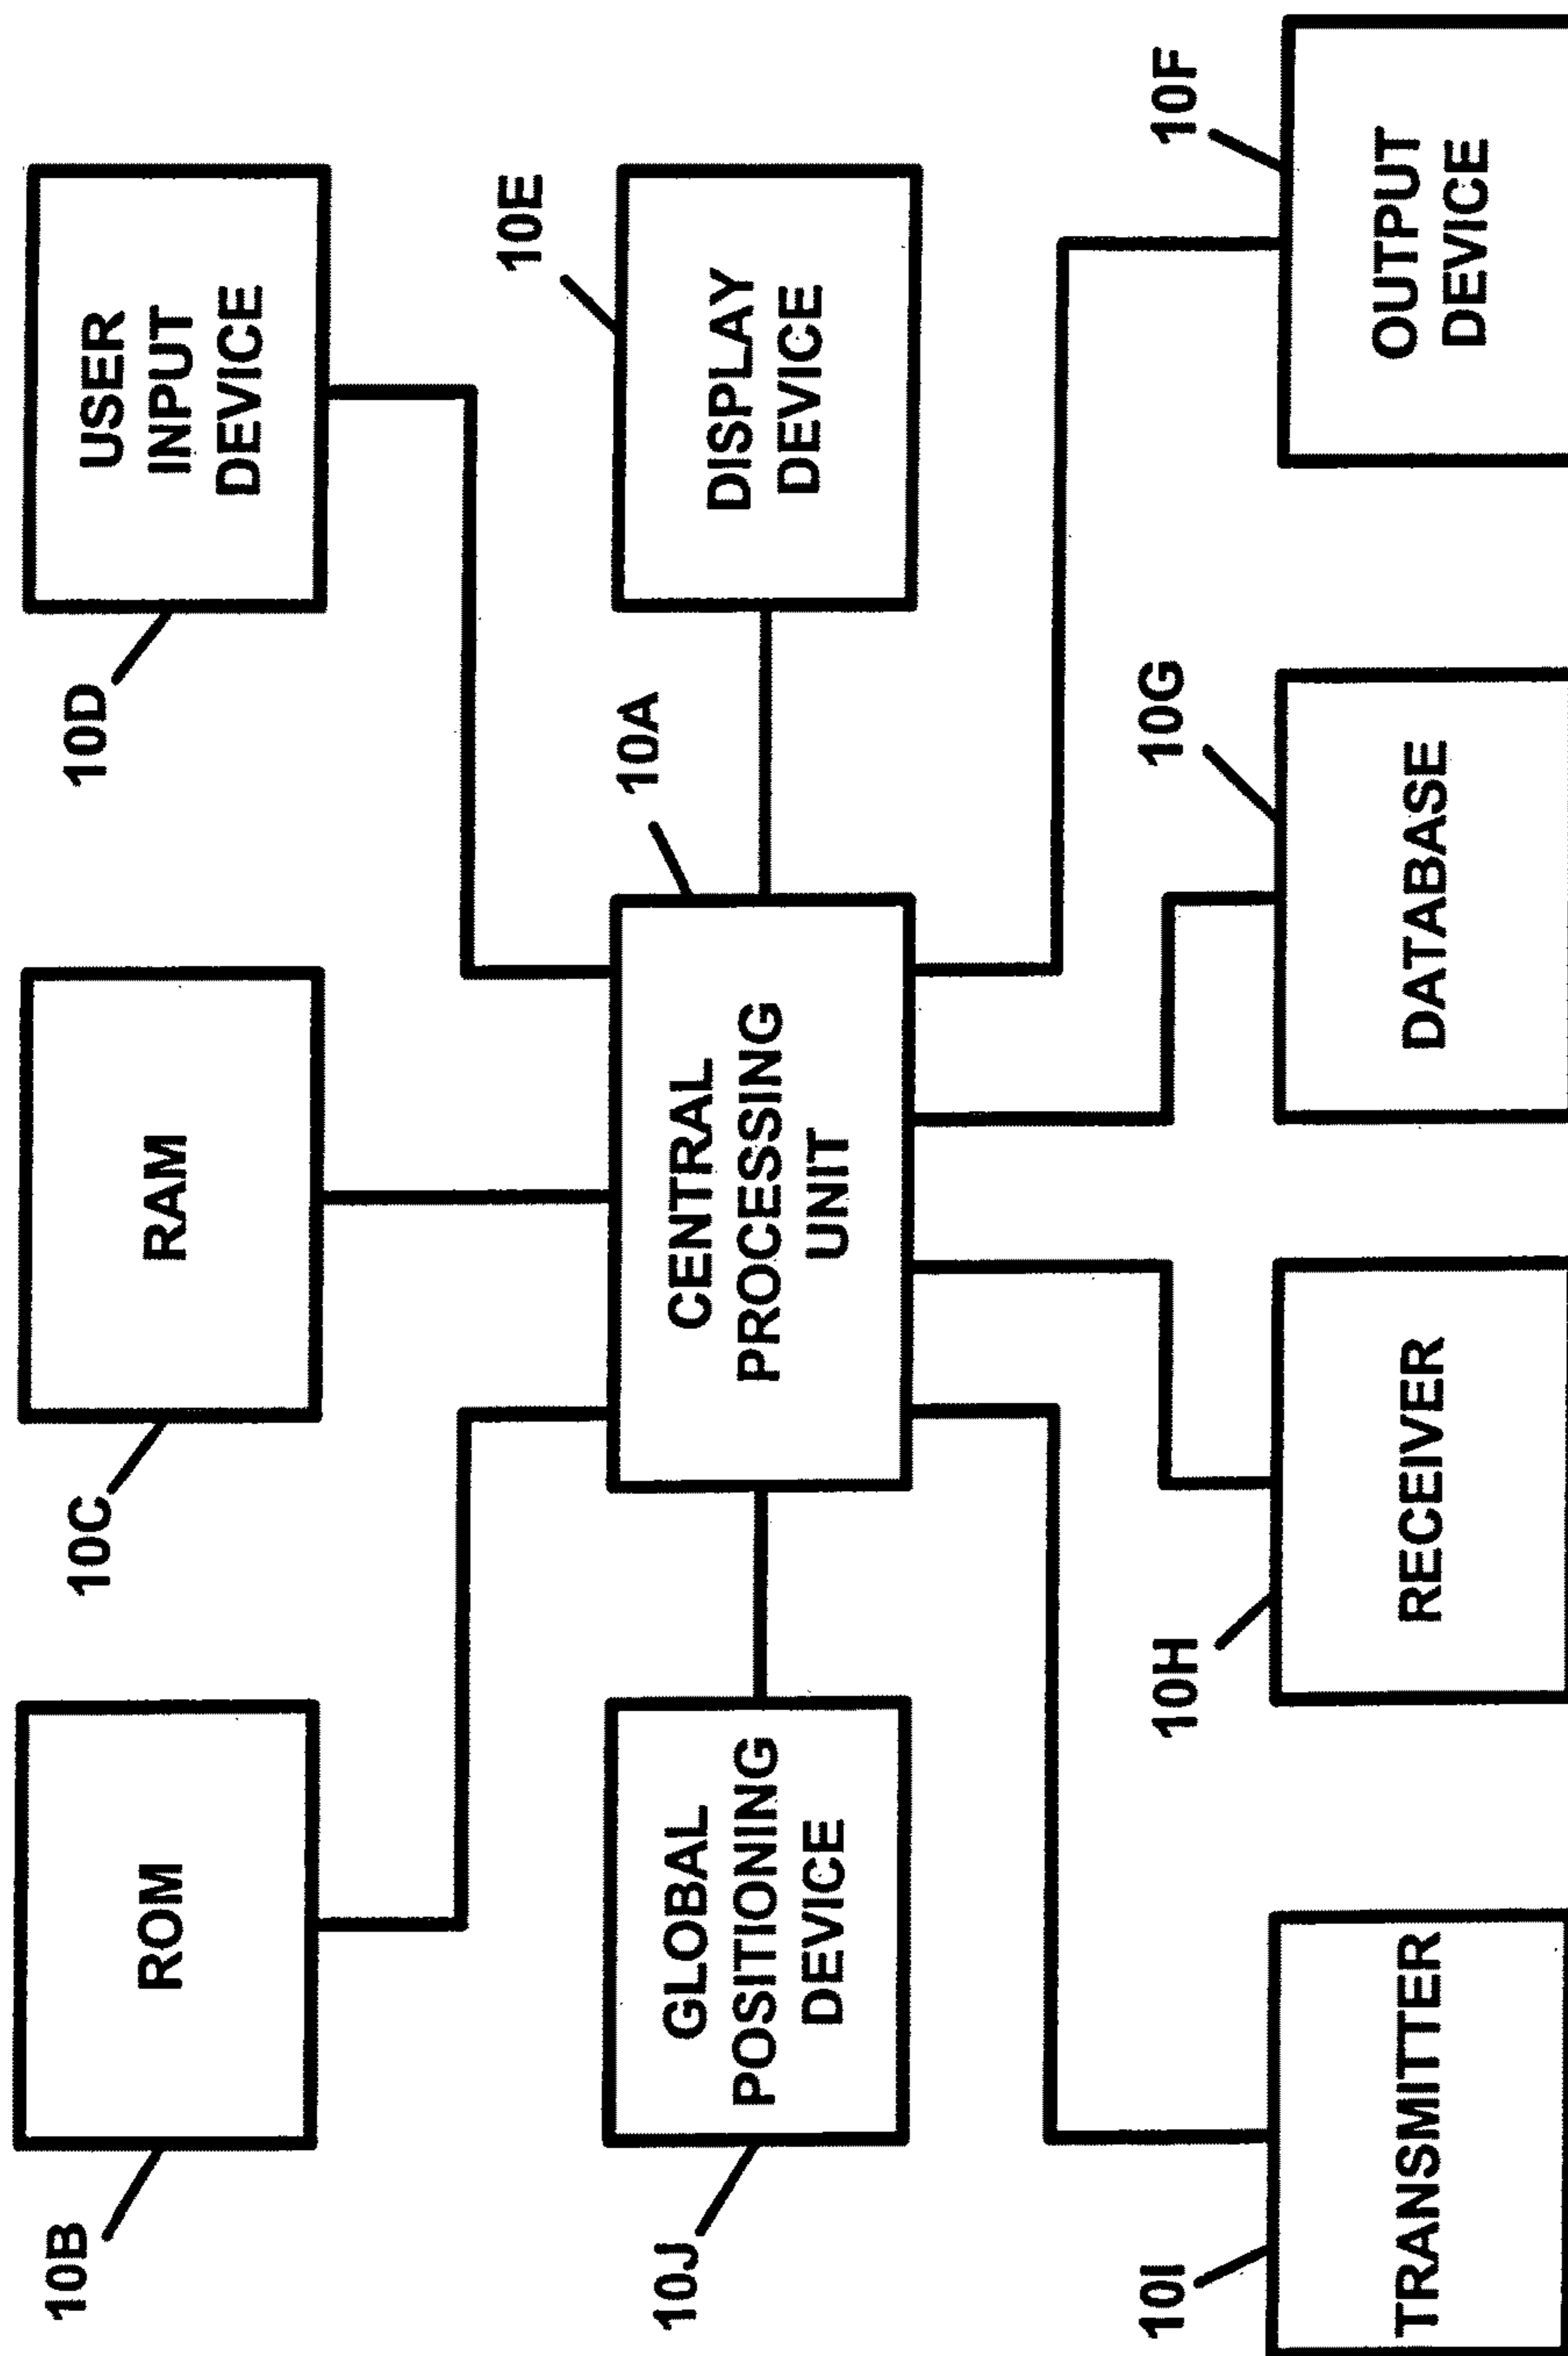 10B
ROM
10C
RAM
10D
USER
INPUT
DEVICE
10J
GLOBAL
POSITIONING
DEVICE
10A
CENTRAL
PROCESSING
UNIT
10E
DISPLAY
DEVICE
10I
TRANSMITTER
10H
RECEIVER
10G
DATABASE
10F
OUTPUT
DEVICE